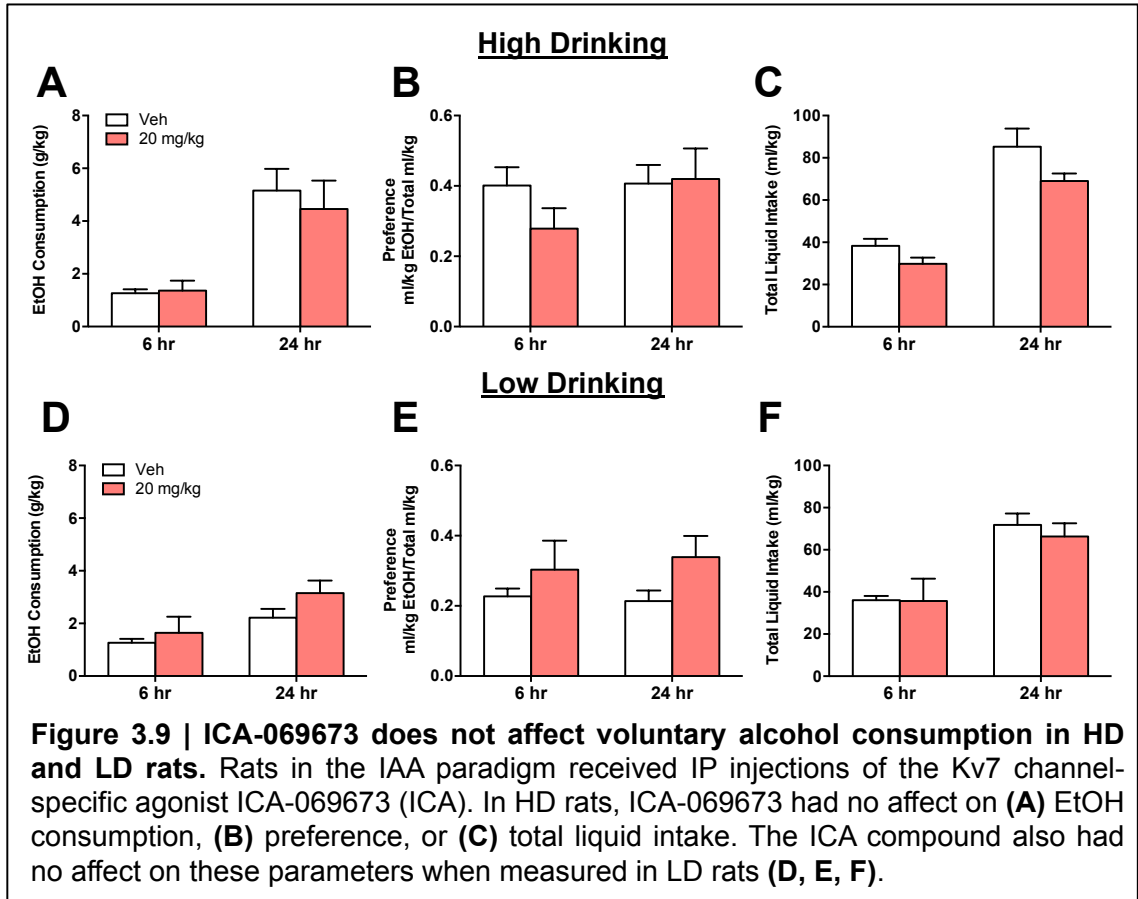 High Drinking
A
EtOH Consumption (g/kg)
8
6
4
2
0
Veh
20 mg/kg
6 hr
24 hr
B
Preference
ml/kg EtOH/Total ml/kg
0.6
0.4
0.2
0.0
6 hr
24 hr
C
Total Liquid Intake (ml/kg)
100
80
60
40
20
0
6 hr
24 hr
Low Drinking
D
EtOH Consumption (g/kg)
8
6
4
2
0
Veh
20 mg/kg
6 hr
24 hr
E
Preference
ml/kg EtOH/Total ml/kg
0.6
0.4
0.2
0.0
6 hr
24 hr
F
Total Liquid Intake (ml/kg)
100
80
60
40
20
0
6 hr
24 hr
Figure 3.9 | ICA-069673 does not affect voluntary alcohol consumption in HD
and LD rats. Rats in the IAA paradigm received IP injections of the Kv7 channel-
specific agonist ICA-069673 (ICA). In HD rats, ICA-069673 had no affect on (A) EtOH
consumption, (B) preference, or (C) total liquid intake. The ICA compound also had
no affect on these parameters when measured in LD rats (D, E, F).